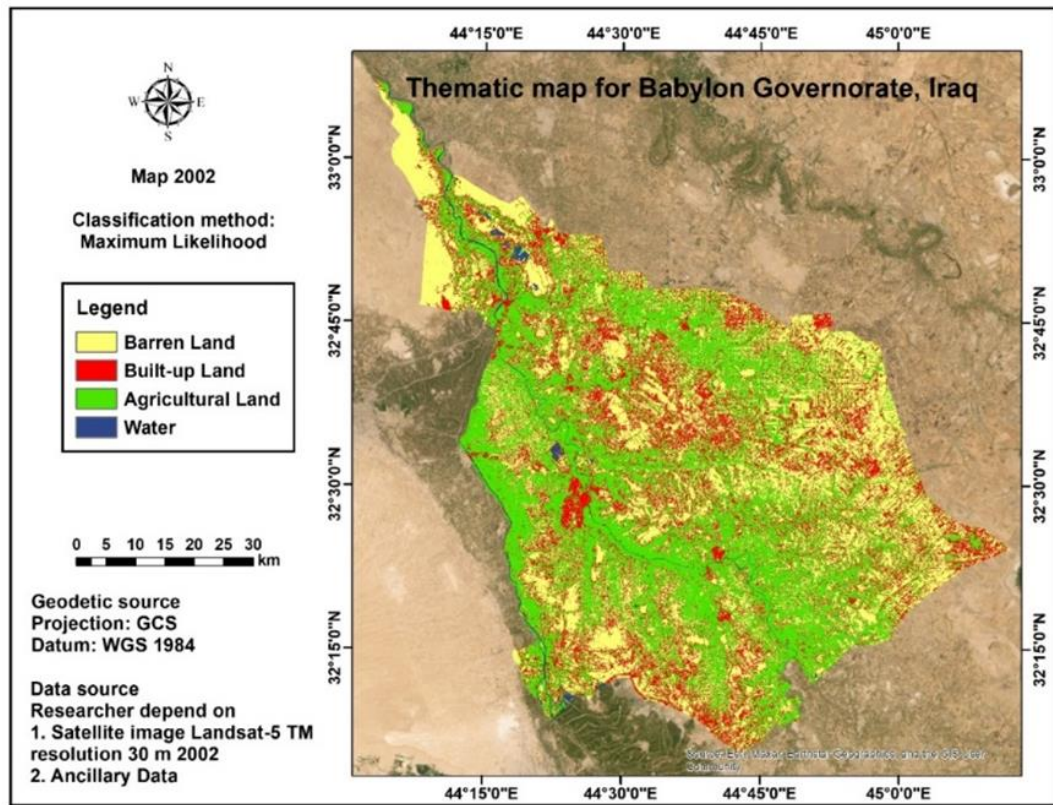 44°15'0"E 44°30'0"E 44°45'0"E 45°0'0"E
Thematic map for Babylon Governorate, Iraq
N
W E
S
Map 2002
Classification method:
Maximum Likelihood
Legend
Barren Land
Built-up Land
Agricultural Land
Water
0 5 10 15 20 25 30
km
Geodetic source
Projection: GCS
Datum: WGS 1984
Data source
Researcher depend on
1. Satellite image Landsat-5 TM
resolution 30 m 2002
2. Ancillary Data
33°0'0"N
32°45'0"N
32°30'0"N
32°15'0"N
33°0'0"N
32°45'0"N
32°30'0"N
32°15'0"N
Community
44°15'0"E 44°30'0"E 44°45'0"E 45°0'0"E